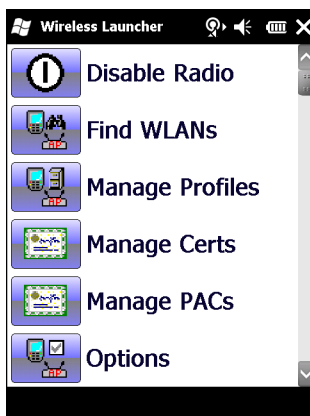 Wireless Launcher
Disable Radio
Find WLANs
Manage Profiles
Manage Certs
Manage PACs
Options